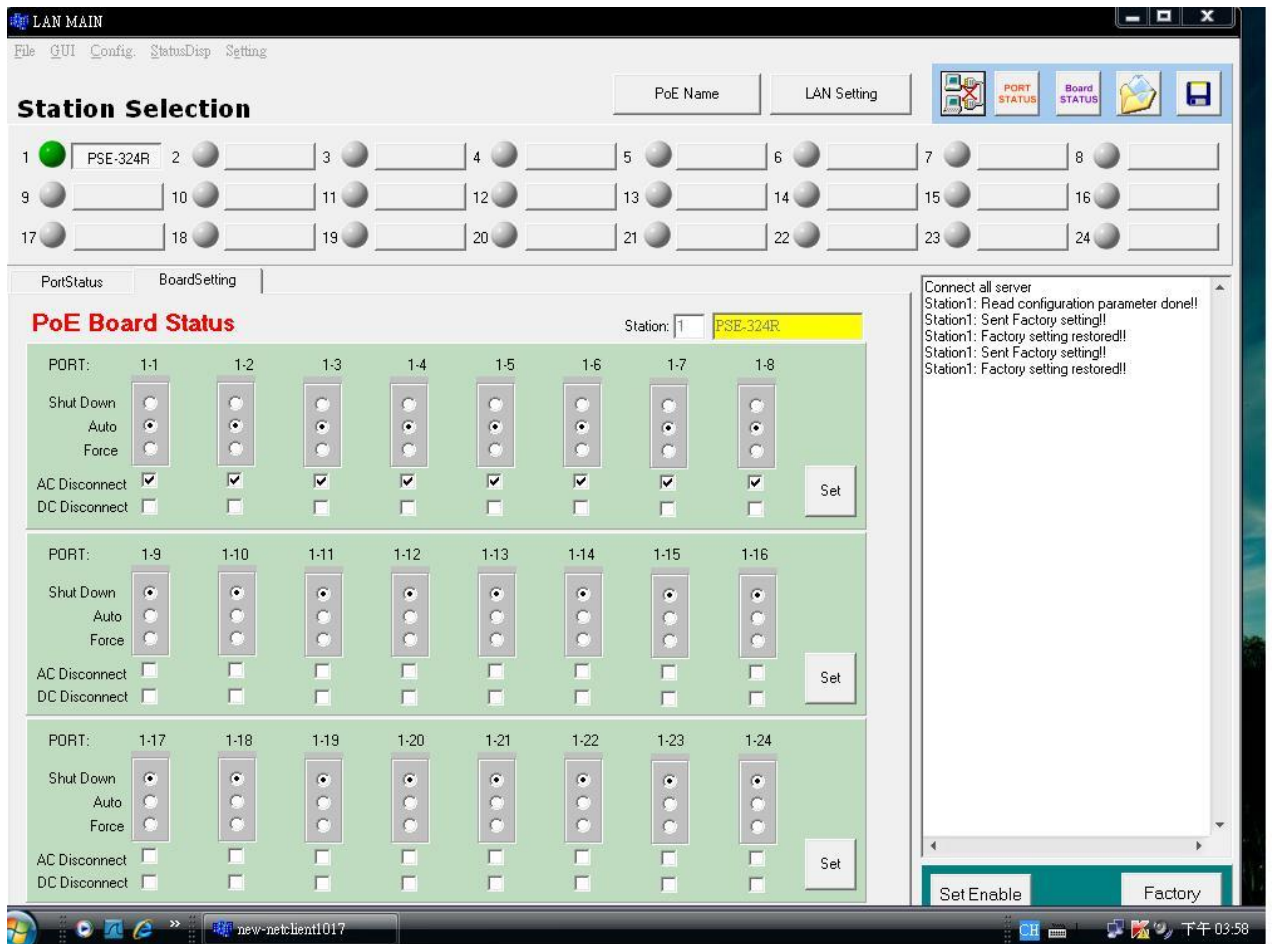 LAN MAIN
File GUI Config. StatusDisp Setting
Station Selection
PoE Name
LAN Setting
PORT STATUS
Board STATUS
1 PSE-324R 2 3 4 5 6 7 8
9 10 11 12 13 14 15 16
17 18 19 20 21 22 23 24
PortStatus BoardSetting
PoE Board Status
Station: 1 PSE-324R
PORT: 1-1 1-2 1-3 1-4 1-5 1-6 1-7 1-8
Shut Down
Auto
Force
AC Disconnect
DC Disconnect
Set
PORT: 1-9 1-10 1-11 1-12 1-13 1-14 1-15 1-16
Shut Down
Auto
Force
AC Disconnect
DC Disconnect
Set
PORT: 1-17 1-18 1-19 1-20 1-21 1-22 1-23 1-24
Shut Down
Auto
Force
AC Disconnect
DC Disconnect
Set
Connect all server
Station1: Read configuration parameter done!!
Station1: Sent Factory setting!!
Station1: Factory setting restored!!
Station1: Sent Factory setting!!
Station1: Factory setting restored!!
Set Enable
Factory
new-netclient1017
CH
下午 03:58